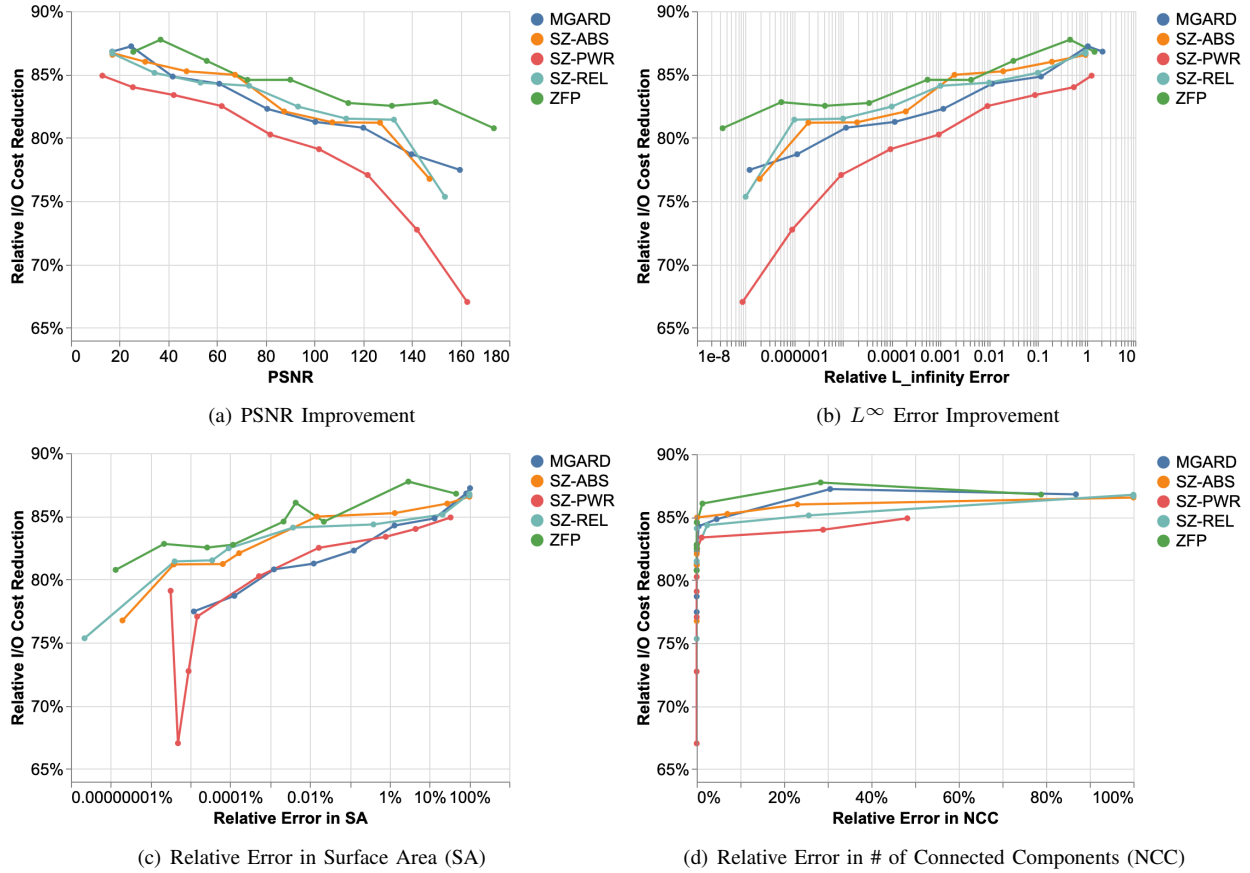 90%
85%
80%
75%
70%
65%
Relative I/O Cost Reduction
0 20 40 60 80 100 120 140 160 180
PSNR
MGARD
SZ-ABS
SZ-PWR
SZ-REL
ZFP
(a) PSNR Improvement
90%
85%
80%
75%
70%
65%
Relative I/O Cost Reduction
1e-8 0.000001 0.00001 0.001 0.01 0.1 1 10
Relative L_infinity Error
MGARD
SZ-ABS
SZ-PWR
SZ-REL
ZFP
(b) L∞ Error Improvement
90%
85%
80%
75%
70%
65%
Relative I/O Cost Reduction
0.00000001% 0.0001% 0.01% 1% 10% 100%
Relative Error in SA
MGARD
SZ-ABS
SZ-PWR
SZ-REL
ZFP
(c) Relative Error in Surface Area (SA)
90%
85%
80%
75%
70%
65%
Relative I/O Cost Reduction
0% 20% 40% 60% 80% 100%
Relative Error in NCC
MGARD
SZ-ABS
SZ-PWR
SZ-REL
ZFP
(d) Relative Error in # of Connected Components (NCC)